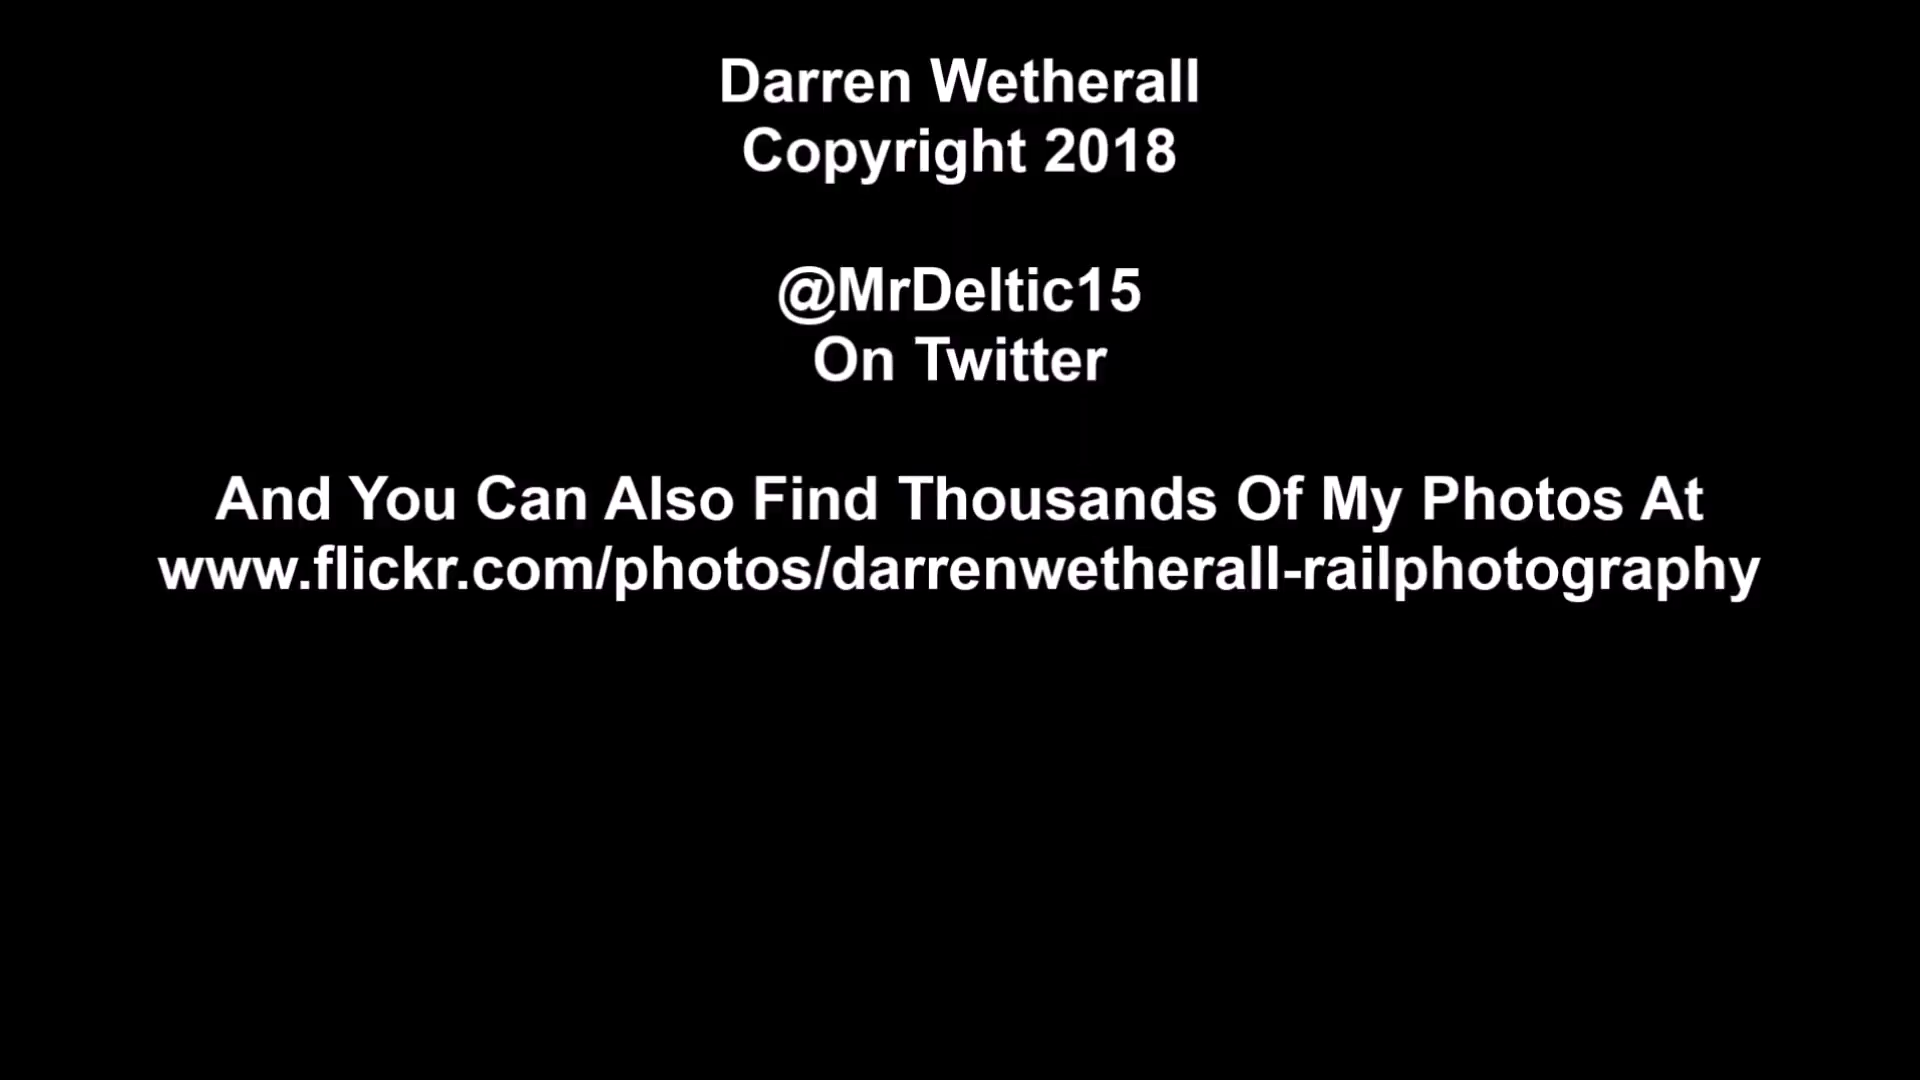 Darren Wetherall
Copyright 2018
@MrDeltic15
On Twitter
And You Can Also Find Thousands Of My Photos At
www.flickr.com/photos/darrenwetherall-railphotography